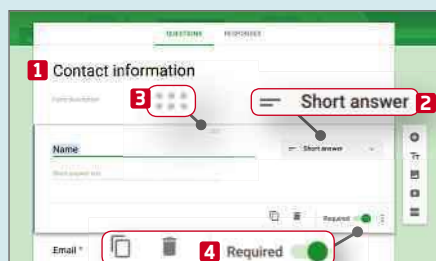 QUESTIONS RESPONSES
1 Contact information
Form description
3
Short answer 2
Name
Short answer
Short answer text
Required
Email *
4 Required
Tт